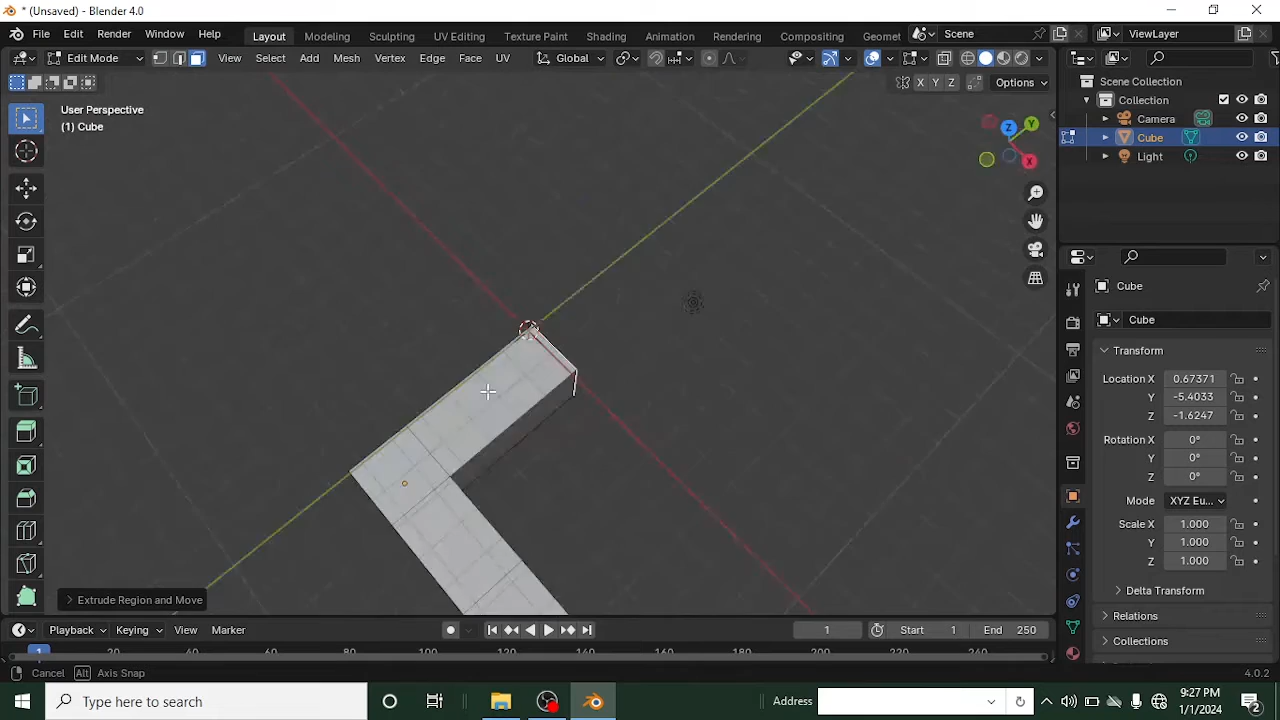 * (Unsaved) - Blender 4.0
File Edit Render Window Help Layout Modeling Sculpting UV Editing Texture Paint Shading Animation Rendering Compositing Geomet Scene ViewLayer
Edit Mode View Select Add Mesh Vertex Edge Face UV Global
X Y Z Options
User Perspective
(1) Cube
Z Y X
Scene Collection
Collection
Camera
Cube
Light
Cube
Cube
Transform
Location X 0.67371
Y -5.4033
Z -1.6247
Rotation X 0°
Y 0°
Z 0°
Mode XYZ Eu...
Scale X 1.000
Y 1.000
Z 1.000
Delta Transform
Relations
Collections
Extrude Region and Move
Playback Keying View Marker 1 Start 1 End 250
1 20 40 60 80 100 120 140 160 180 200 220 240
Cancel Alt Axis Snap 4.0.2
Type here to search Address 9:27 PM
1/1/2024